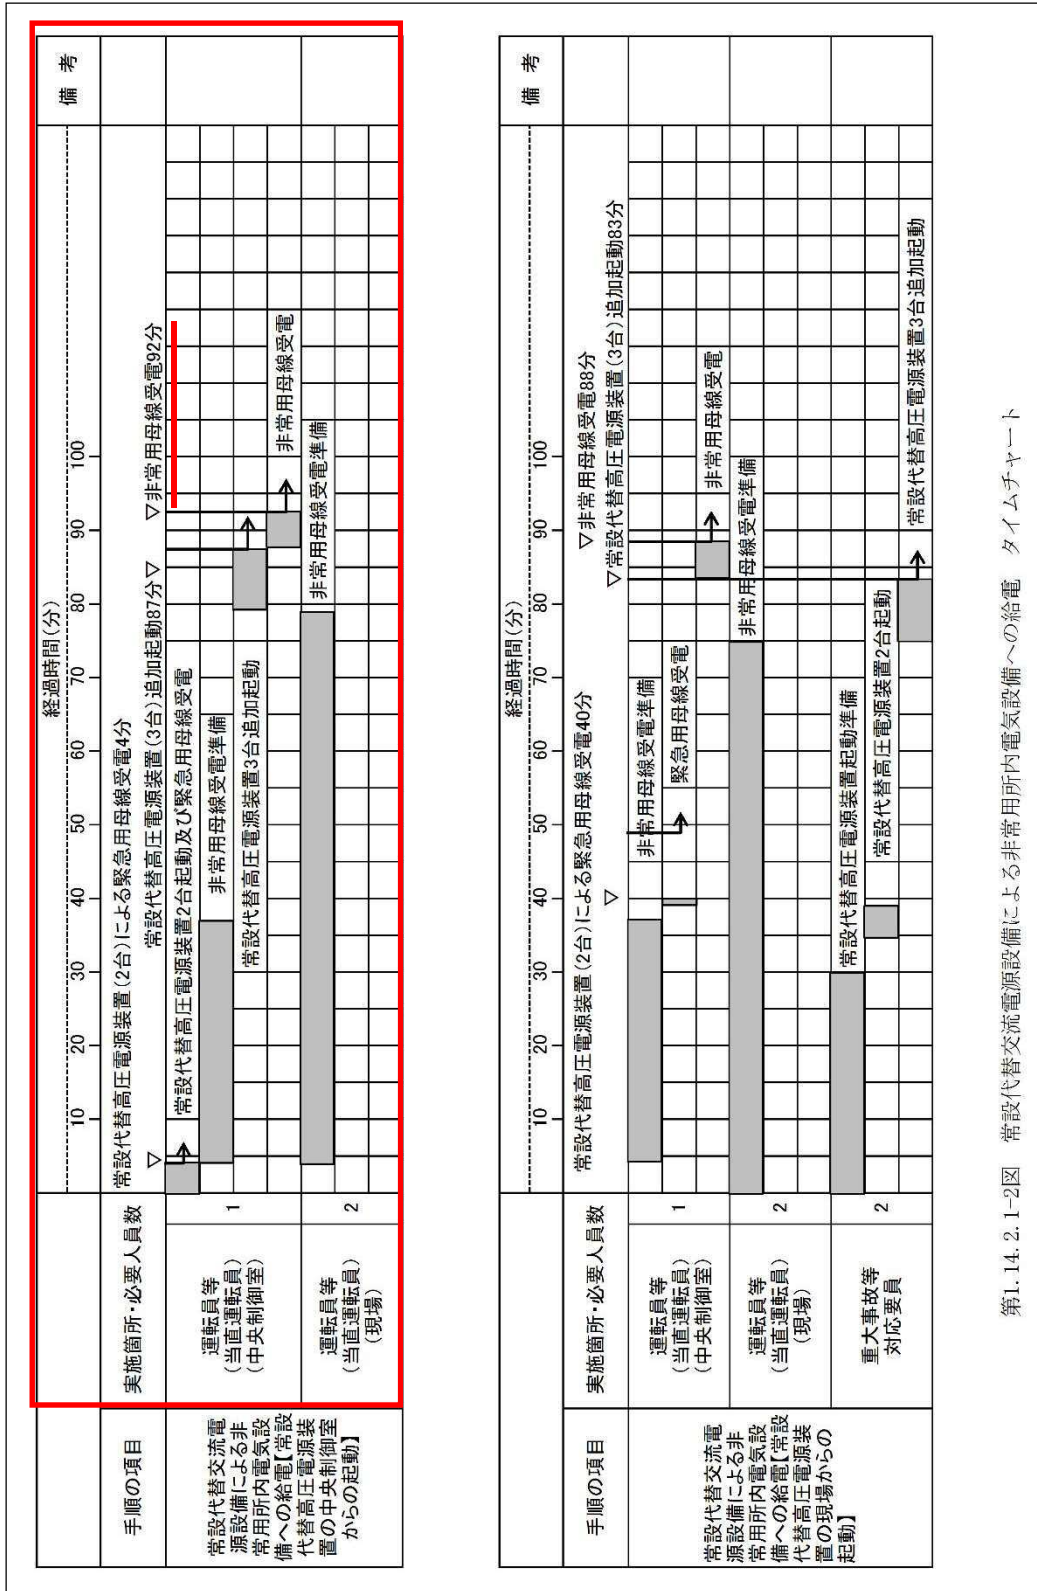 手順の項目
実施箇所・必要人員数
経過時間(分)
備 考
10 20 30 40 50 60 70 80 90 100
常設代替交流電
源設備による非
常用所内電気設
備への給電【常設
代替高圧電源装
置の中央制御室
からの起動】
運転員等
(当直運転員)
(中央制御室)
1
運転員等
(当直運転員)
(現場)
2
常設代替高圧電源装置(2台)による緊急用母線受電4分
▽
常設代替高圧電源装置(3台)追加起動87分▽
▽非常用母線受電92分
常設代替高圧電源装置2台起動及び緊急用母線受電
非常用母線受電準備
常設代替高圧電源装置3台追加起動
非常用母線受電
非常用母線受電準備
手順の項目
実施箇所・必要人員数
経過時間(分)
備 考
10 20 30 40 50 60 70 80 90 100
常設代替交流電
源設備による非
常用所内電気設
備への給電【常設
代替高圧電源装
置の現場からの
起動】
運転員等
(当直運転員)
(中央制御室)
1
運転員等
(当直運転員)
(現場)
2
重大事故等
対応要員
2
常設代替高圧電源装置(2台)による緊急用母線受電40分
▽
▽非常用母線受電88分
▽常設代替高圧電源装置(3台)追加起動83分
非常用母線受電準備
緊急用母線受電
非常用母線受電
非常用母線受電準備
常設代替高圧電源装置起動準備
常設代替高圧電源装置2台起動
常設代替高圧電源装置3台追加起動
第1.14.2.1-2図 常設代替交流電源設備による非常用所内電気設備への給電 タイムチャート